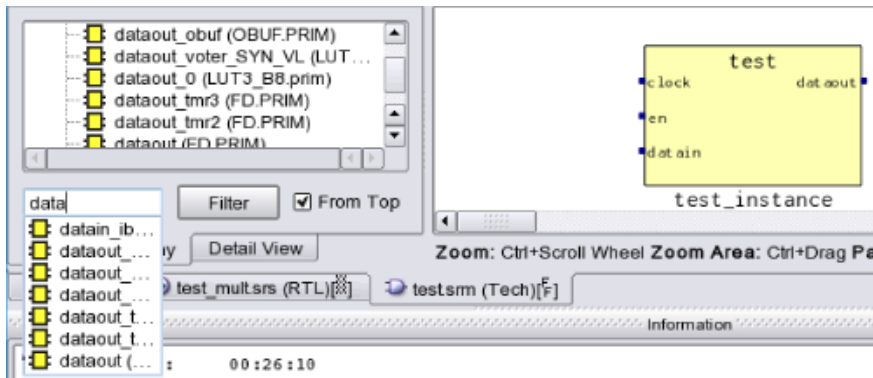 dataout_obuf (OBUF.PRIM)
dataout_voter_SYN_VL (LUT...
dataout_0 (LUT3_B8.prim)
dataout_tmr3 (FD.PRIM)
dataout_tmr2 (FD.PRIM)
dataout (FD.PRIM)
data
Filter
From Top
datain_ib...
dataout_...
dataout_...
dataout_...
dataout_t...
dataout_t...
dataout (...
y
Detail View
test
clock
dataout
en
datain
test_instance
Zoom: Ctrl+Scroll Wheel Zoom Area: Ctrl+Drag Pa
test_mult.srs (RTL)
test.srm (Tech)
Information
: 00:26:10